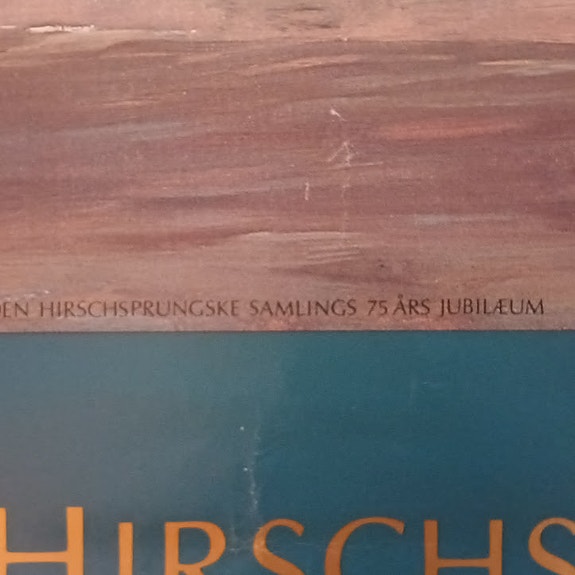 DEN HIRSCHSPRUNGSKE SAMLINGS 75 ÅRS JUBILÆUM
HIRSCHS